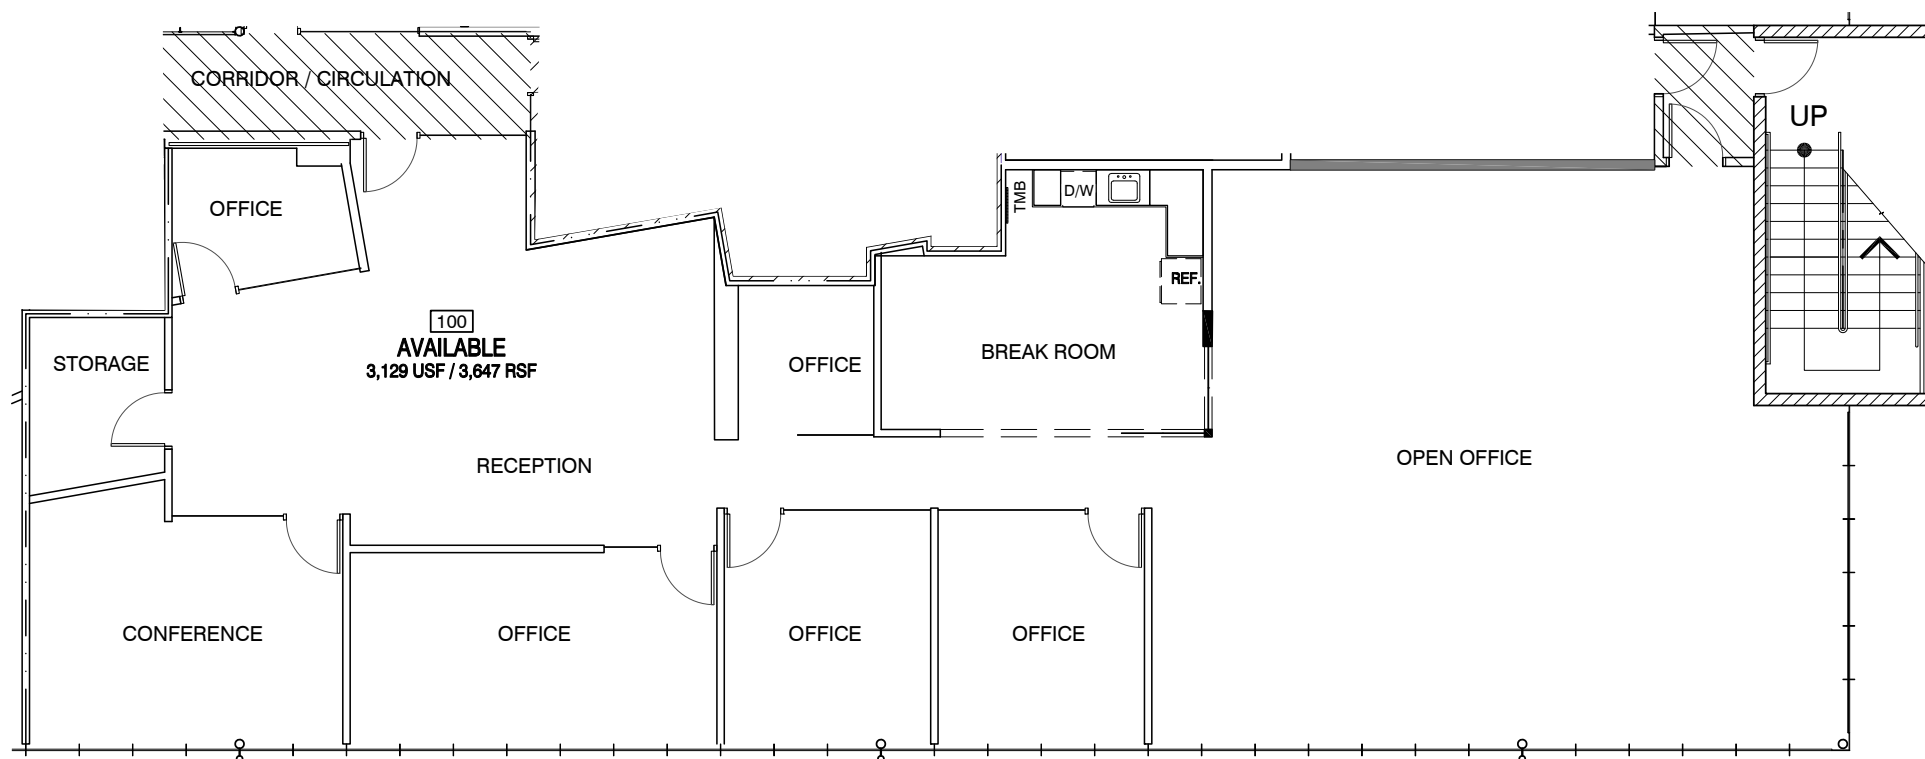 CORRIDOR / CIRCULATION
UP
OFFICE
TMB
D/W
REF.
100
AVAILABLE
3,129 USF / 3,647 RSF
STORAGE
OFFICE
BREAK ROOM
RECEPTION
OPEN OFFICE
CONFERENCE
OFFICE
OFFICE
OFFICE